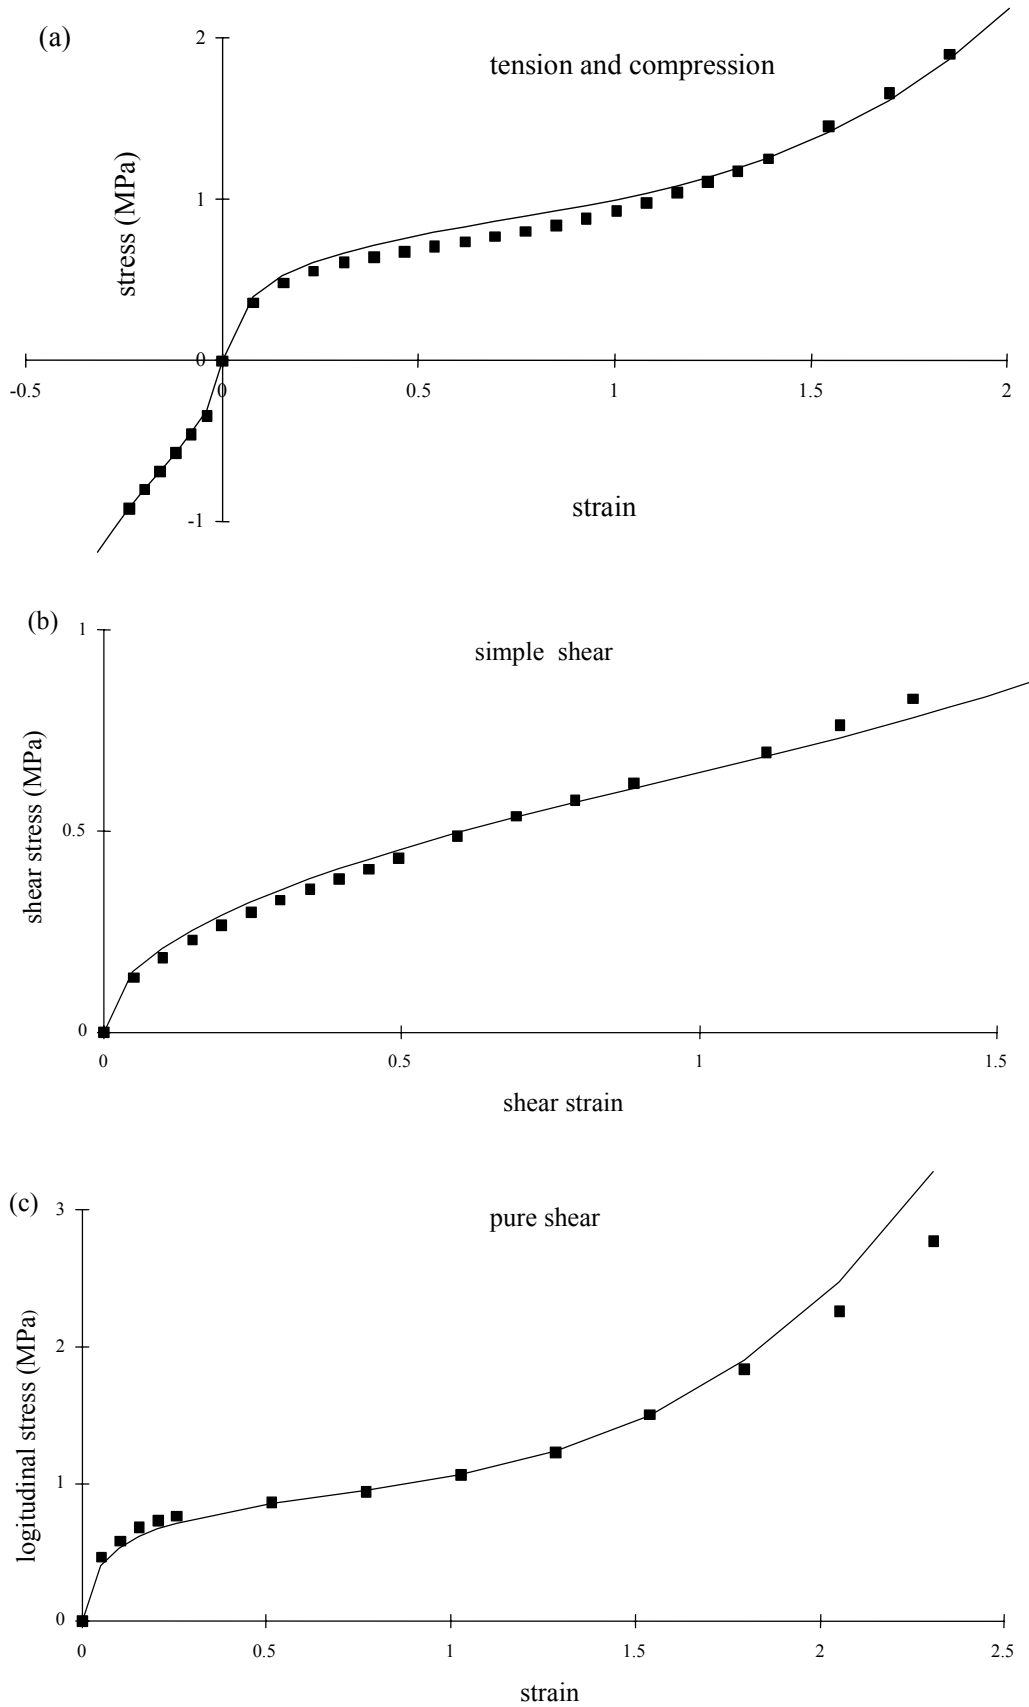 (a)
tension and compression
stress (MPa)
2
1
0
-1
-0.5
0
0.5
1
1.5
2
strain
(b)
simple  shear
shear stress (MPa)
1
0.5
0
0
0.5
1
1.5
shear strain
(c)
pure shear
logitudinal stress (MPa)
3
2
1
0
0
0.5
1
1.5
2
2.5
strain